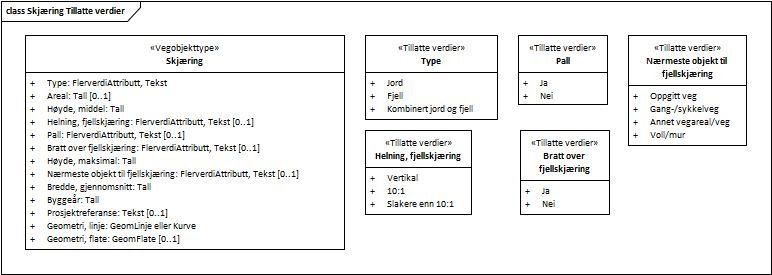 class Skjæring Tillatte verdier
«Vegobjekttype»
Skjæring
+ Type: FlerverdiAttributt, Tekst
+ Areal: Tall [0..1]
+ Høyde, middel: Tall
+ Helning, fjellskjæring: FlerverdiAttributt, Tekst [0..1]
+ Pall: FlerverdiAttributt, Tekst [0..1]
+ Bratt over fjellskjæring: FlerverdiAttributt, Tekst [0..1]
+ Høyde, maksimal: Tall
+ Nærmeste objekt til fjellskjæring: FlerverdiAttributt, Tekst [0..1]
+ Bredde, gjennomsnitt: Tall
+ Byggeår: Tall
+ Prosjektreferanse: Tekst [0..1]
+ Geometri, linje: GeomLinje eller Kurve
+ Geometri, flate: GeomFlate [0..1]
«Tillatte verdier»
Type
+ Jord
+ Fjell
+ Kombinert jord og fjell
«Tillatte verdier»
Pall
+ Ja
+ Nei
«Tillatte verdier»
Nærmeste objekt til
fjellskjæring
+ Oppgitt veg
+ Gang-/sykkelveg
+ Annet vegareal/veg
+ Voll/mur
«Tillatte verdier»
Helning, fjellskjæring
+ Vertikal
+ 10:1
+ Slakere enn 10:1
«Tillatte verdier»
Bratt over
fjellskjæring
+ Ja
+ Nei